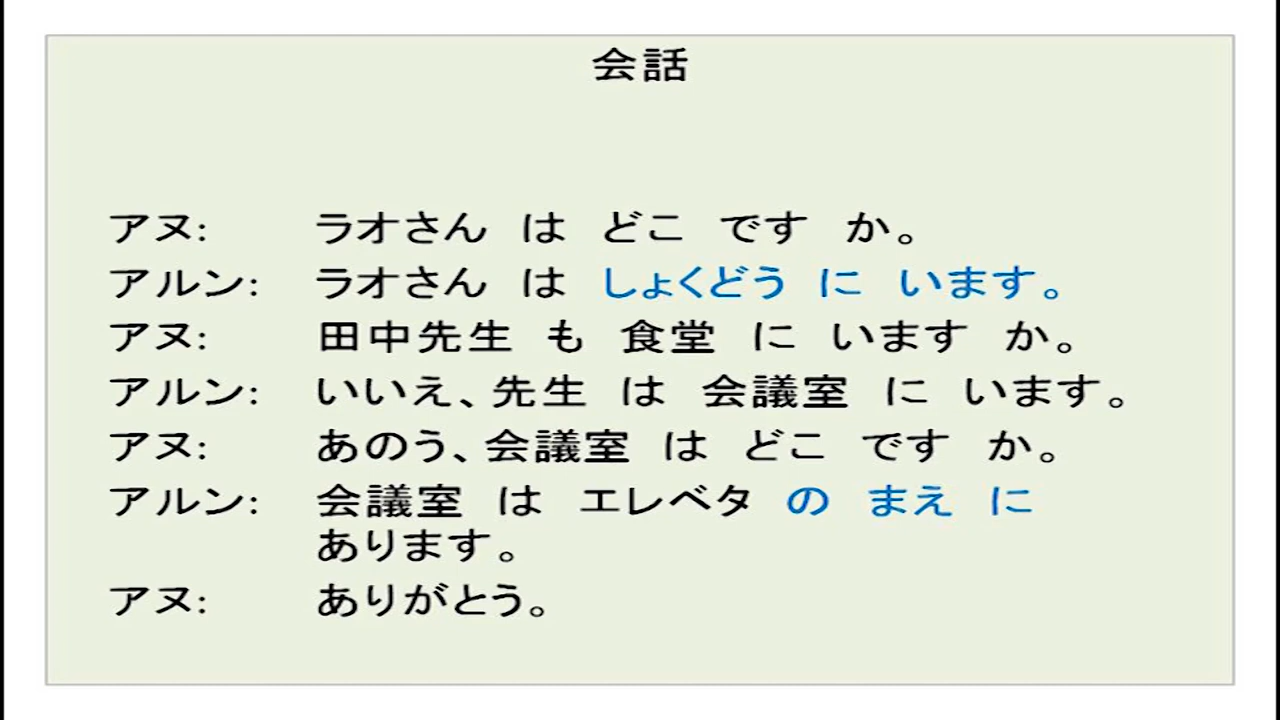 会話
アヌ: ラオさん は どこ です か。
アルン: ラオさん は しょくどう に います。
アヌ: 田中先生 も 食堂 に います か。
アルン: いいえ、先生 は 会議室 に います。
アヌ: あのう、会議室 は どこ です か。
アルン: 会議室 は エレベタ の まえ に
あります。
アヌ: ありがとう。